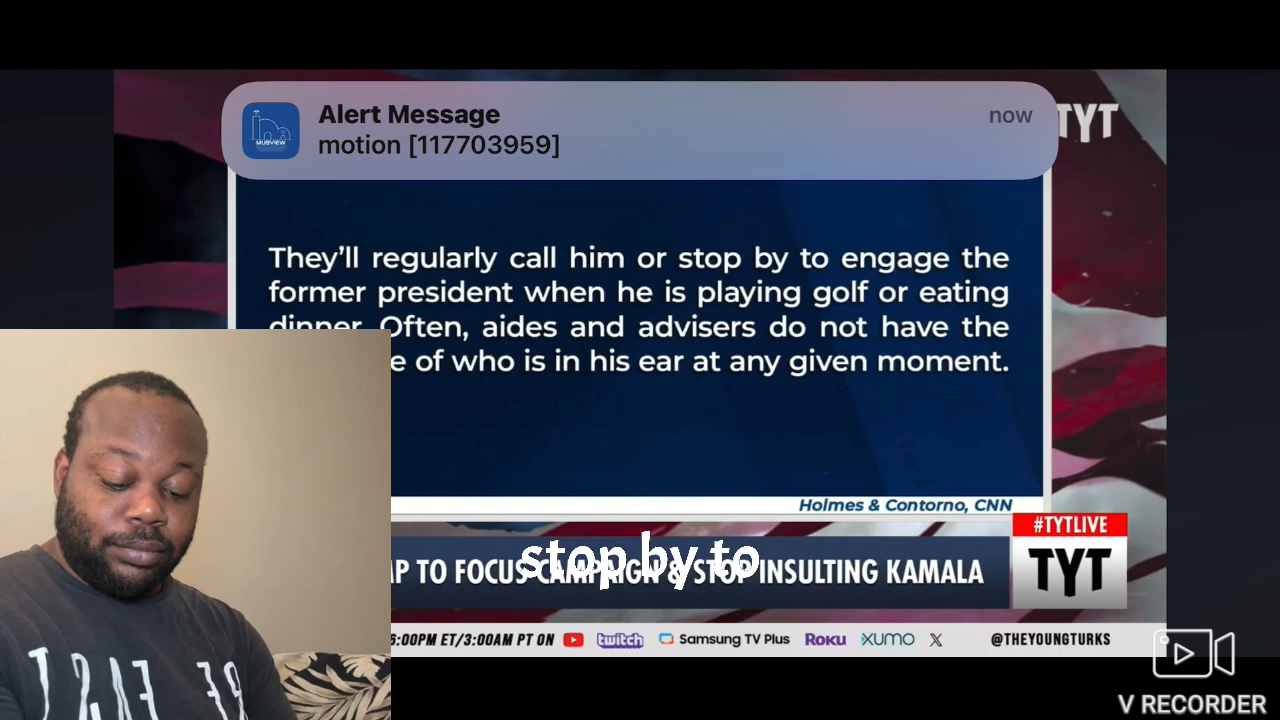 Alert Message
now
motion [117703959]
MUBVIEW
TYT
They'll regularly call him or stop by to engage the
former president when he is playing golf or eating
dinner. Often, aides and advisers do not have the
e of who is in his ear at any given moment.
Holmes & Contorno, CNN
#TYTLIVE
TYT
stop by to
AP TO FOCUS CAMPAIGN & STOP INSULTING KAMALA
6:00PM ET/3:00AM PT ON
twitch
Samsung TV Plus
ROKU
XUMO
X
@THEYOUNGTURKS
V RECORDER